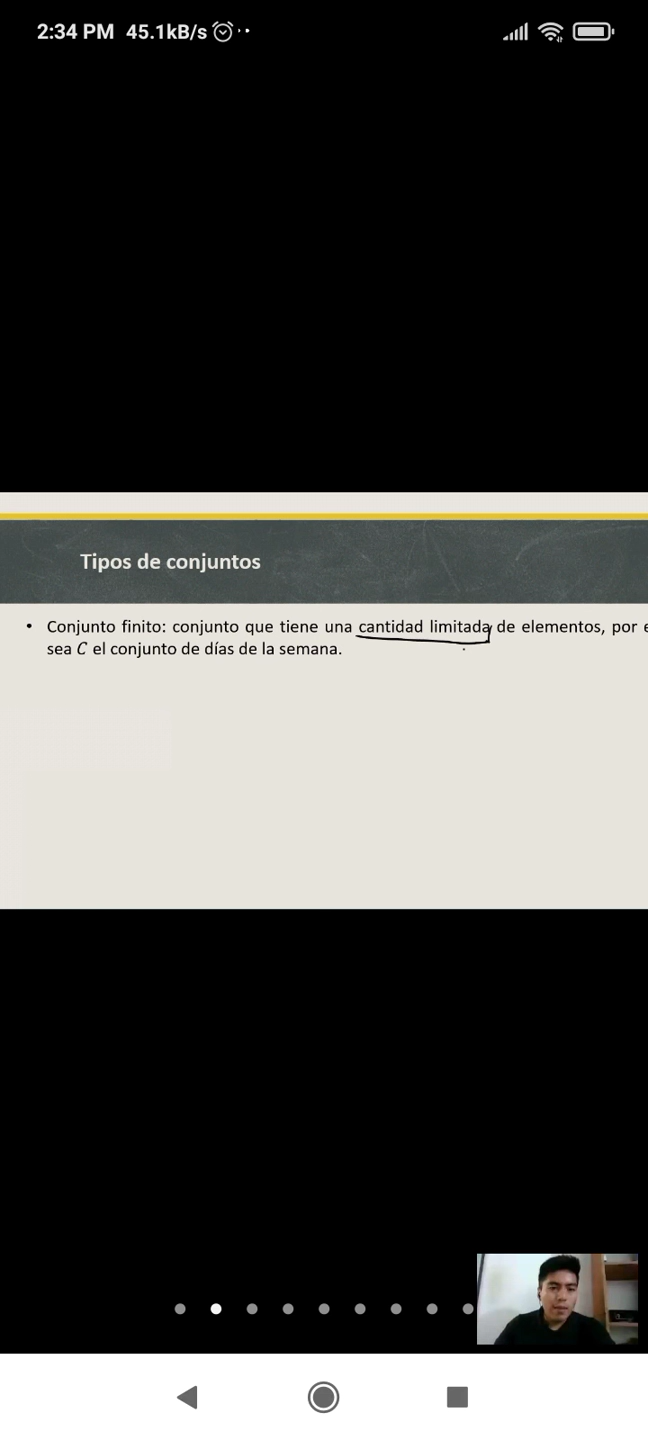 2:34 PM 45.1kB/s
Tipos de conjuntos
• Conjunto finito: conjunto que tiene una cantidad limitada de elementos, por e
sea C el conjunto de días de la semana.